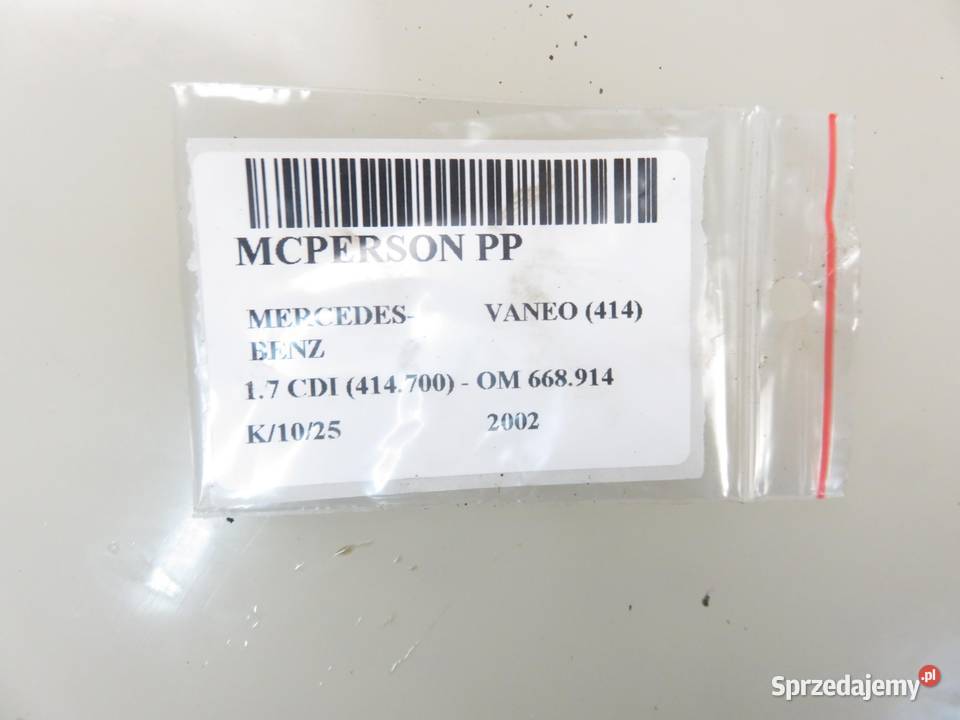 MCPERSON PP
MERCEDES- VANEO (414)
BENZ
1.7 CDI (414.700) - OM 668.914
K/10/25 2002
Sprzedajemy.pl